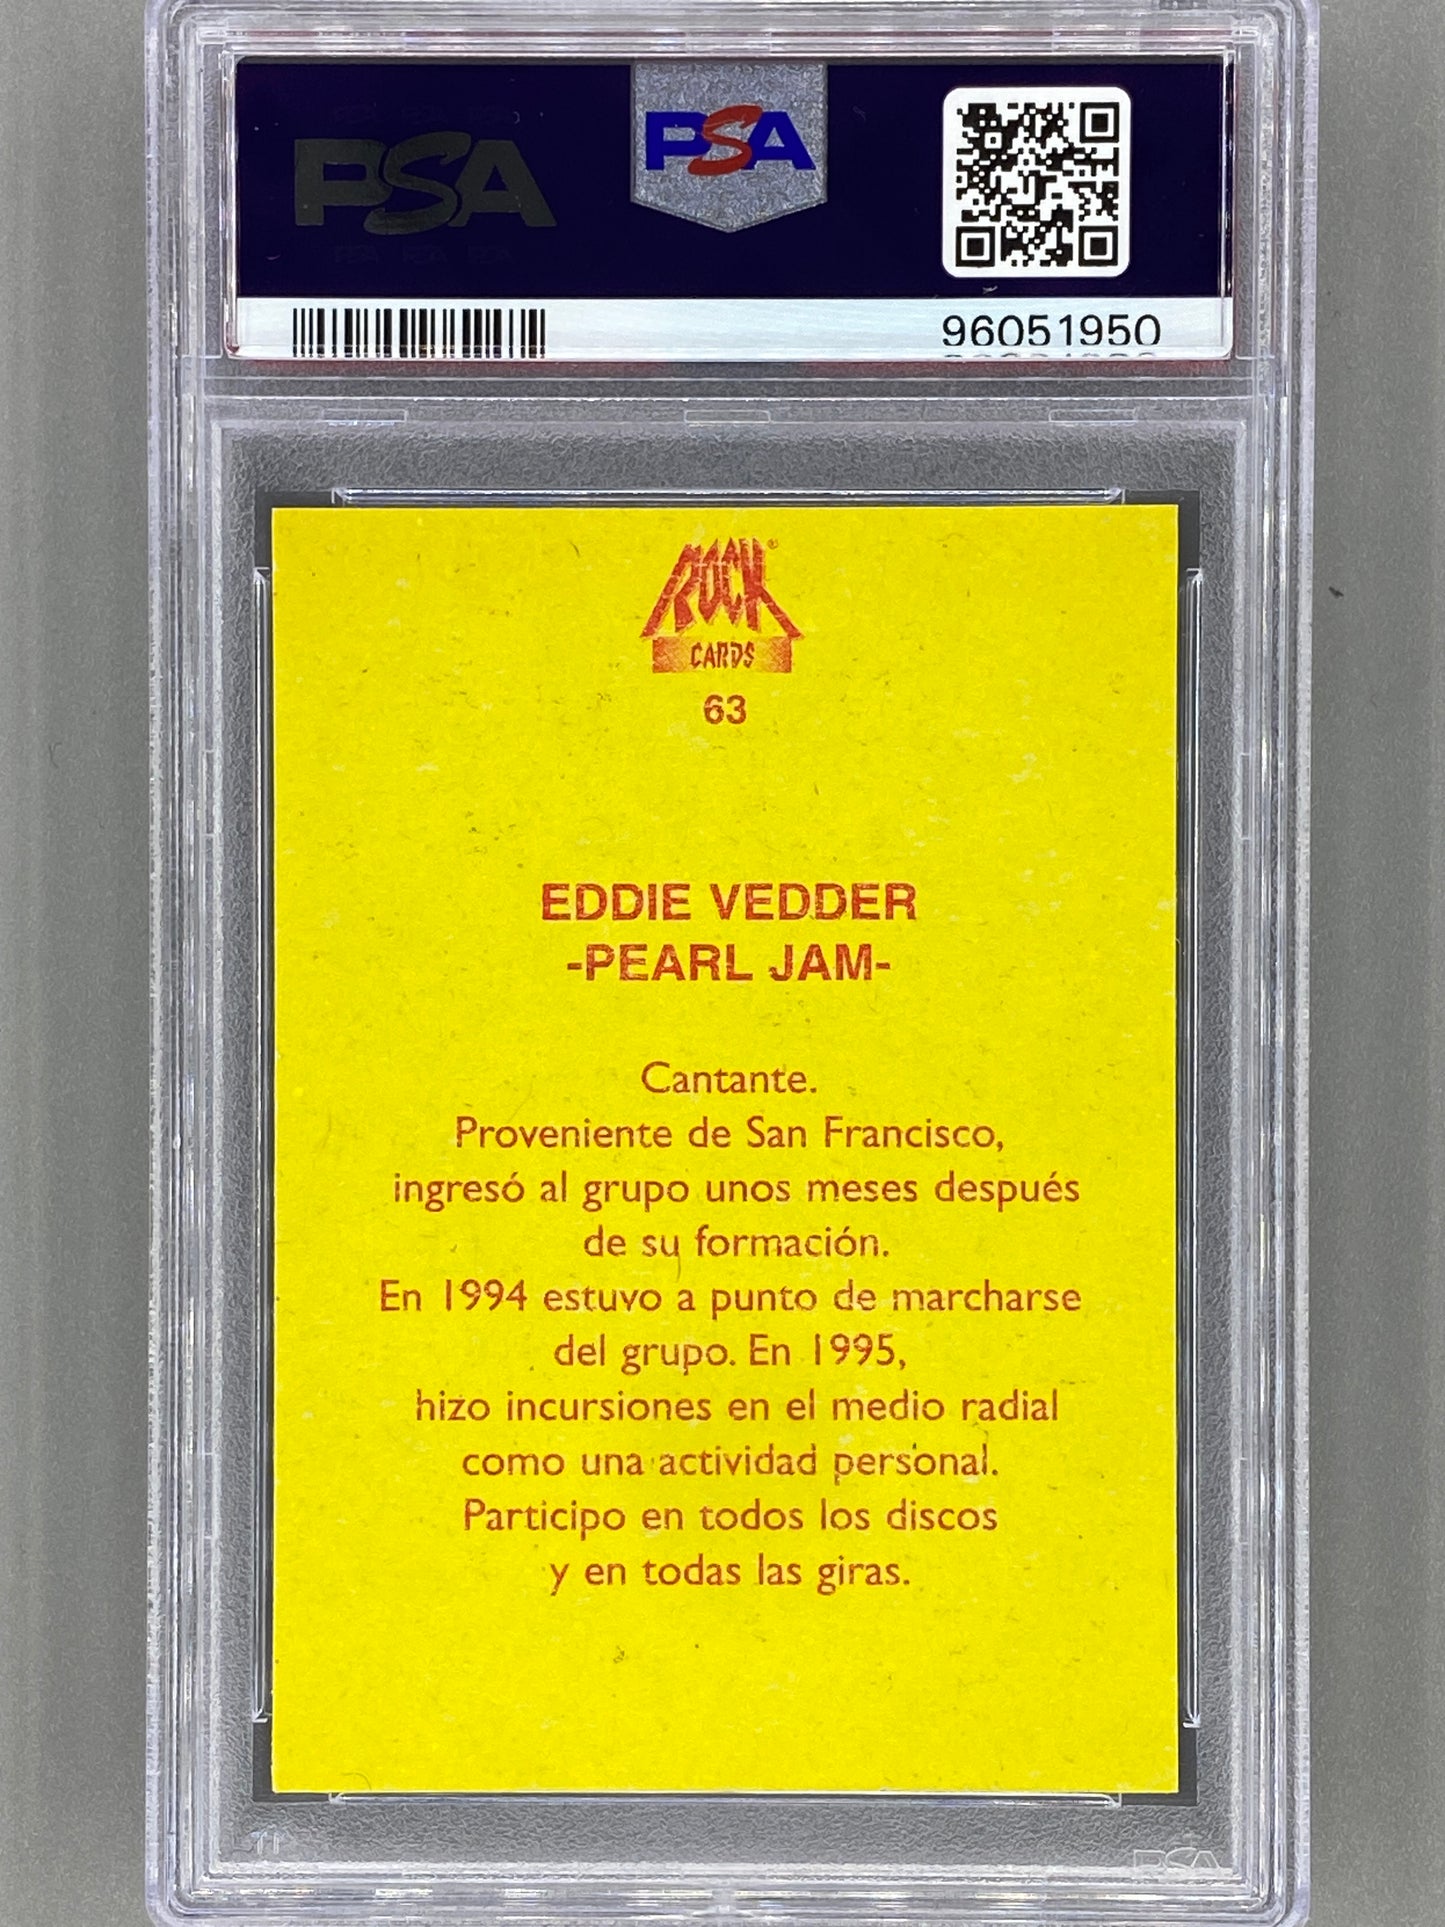 PSA
PSA
96051950
ROCK
CARDS
63
EDDIE VEDDER
-PEARL JAM-
Cantante.
Proveniente de San Francisco,
ingresó al grupo unos meses después
de su formación.
En 1994 estuvo a punto de marcharse
del grupo. En 1995,
hizo incursiones en el medio radial
como una actividad personal.
Participo en todos los discos
y en todas las giras.
PSA